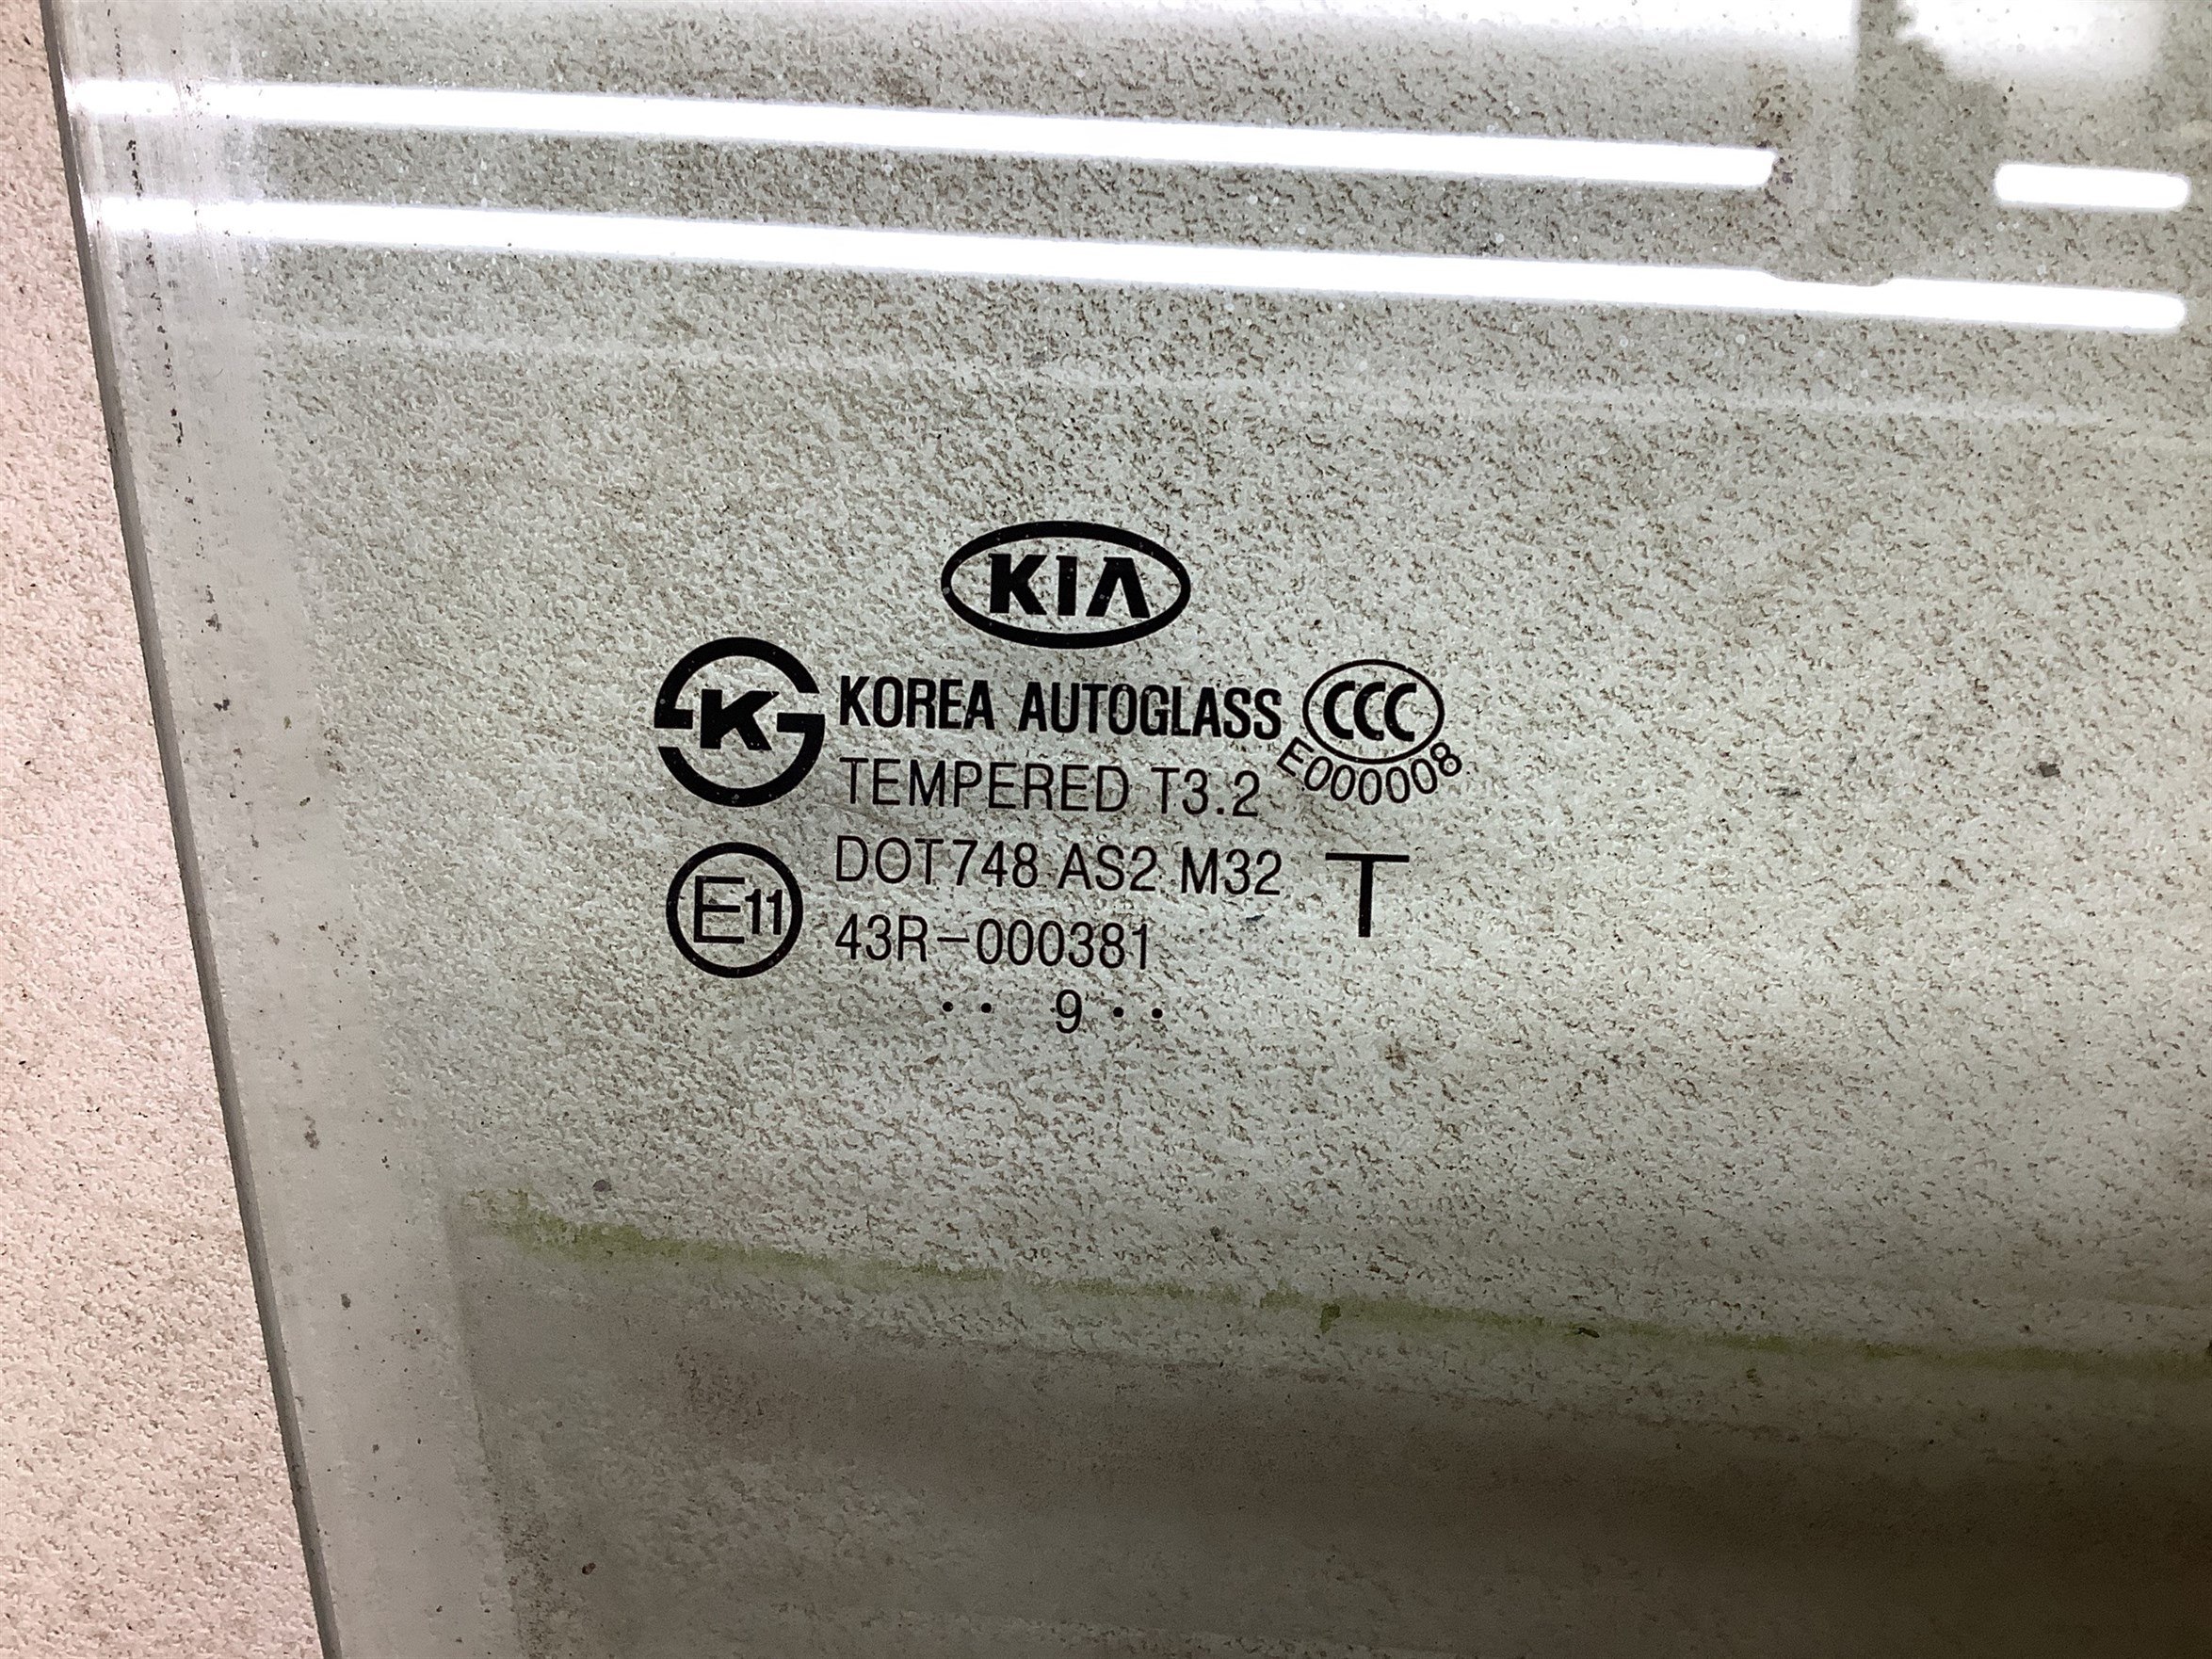 KIA
K KOREA AUTOGLASS CCC
E000008
TEMPERED T3.2
DOT748 AS2 M32 T
E11 43R-000381
•• 9 ••